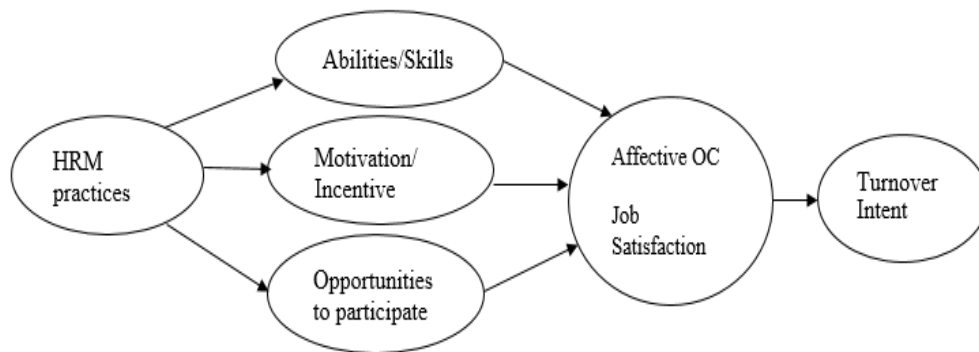 HRM
practices
Abilities/Skills
Motivation/
Incentive
Opportunities
to participate
Affective OC
Job
Satisfaction
Turnover
Intent